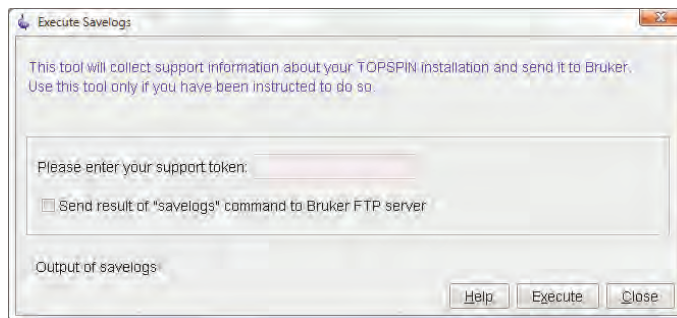 Execute Savelogs
This tool will collect support information about your TOPSPIN installation and send it to Bruker.
Use this tool only if you have been instructed to do so.
Please enter your support token:
Send result of "savelogs" command to Bruker FTP server
Output of savelogs
Help Execute Close